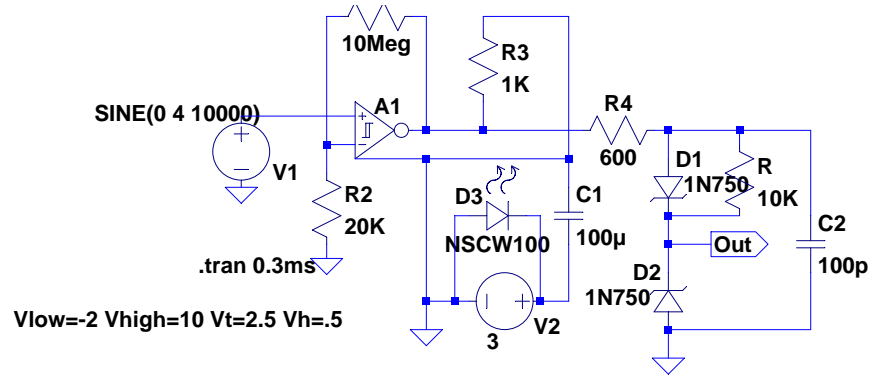 10Meg
R3
1K
SINE(0 4 10000)
A1
R4
600
V1
R2
20K
D1
1N750
R
10K
D3
NSCW100
C1
100µ
Out
C2
100p
.tran 0.3ms
D2
1N750
V2
3
Vlow=-2 Vhigh=10 Vt=2.5 Vh=.5